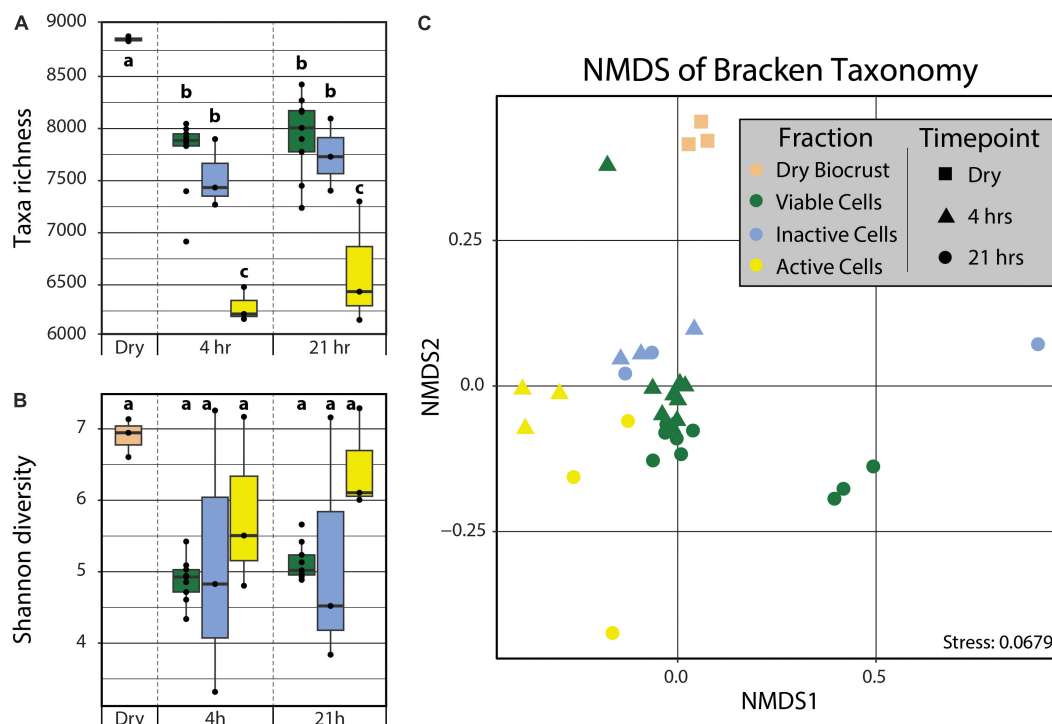 A
9000
8500
8000
7500
7000
6500
6000
Taxa richness
a
b
b
c
b
b
c
Dry
4 hr
21 hr
B
7
6
5
4
Shannon diversity
a
a
a
a
a
a
a
Dry
4h
21h
C
NMDS of Bracken Taxonomy
Fraction
Dry Biocrust
Viable Cells
Inactive Cells
Active Cells
Timepoint
Dry
4 hrs
21 hrs
0.25
0.0
−0.25
NMDS2
Stress: 0.0679
0.0
0.5
NMDS1